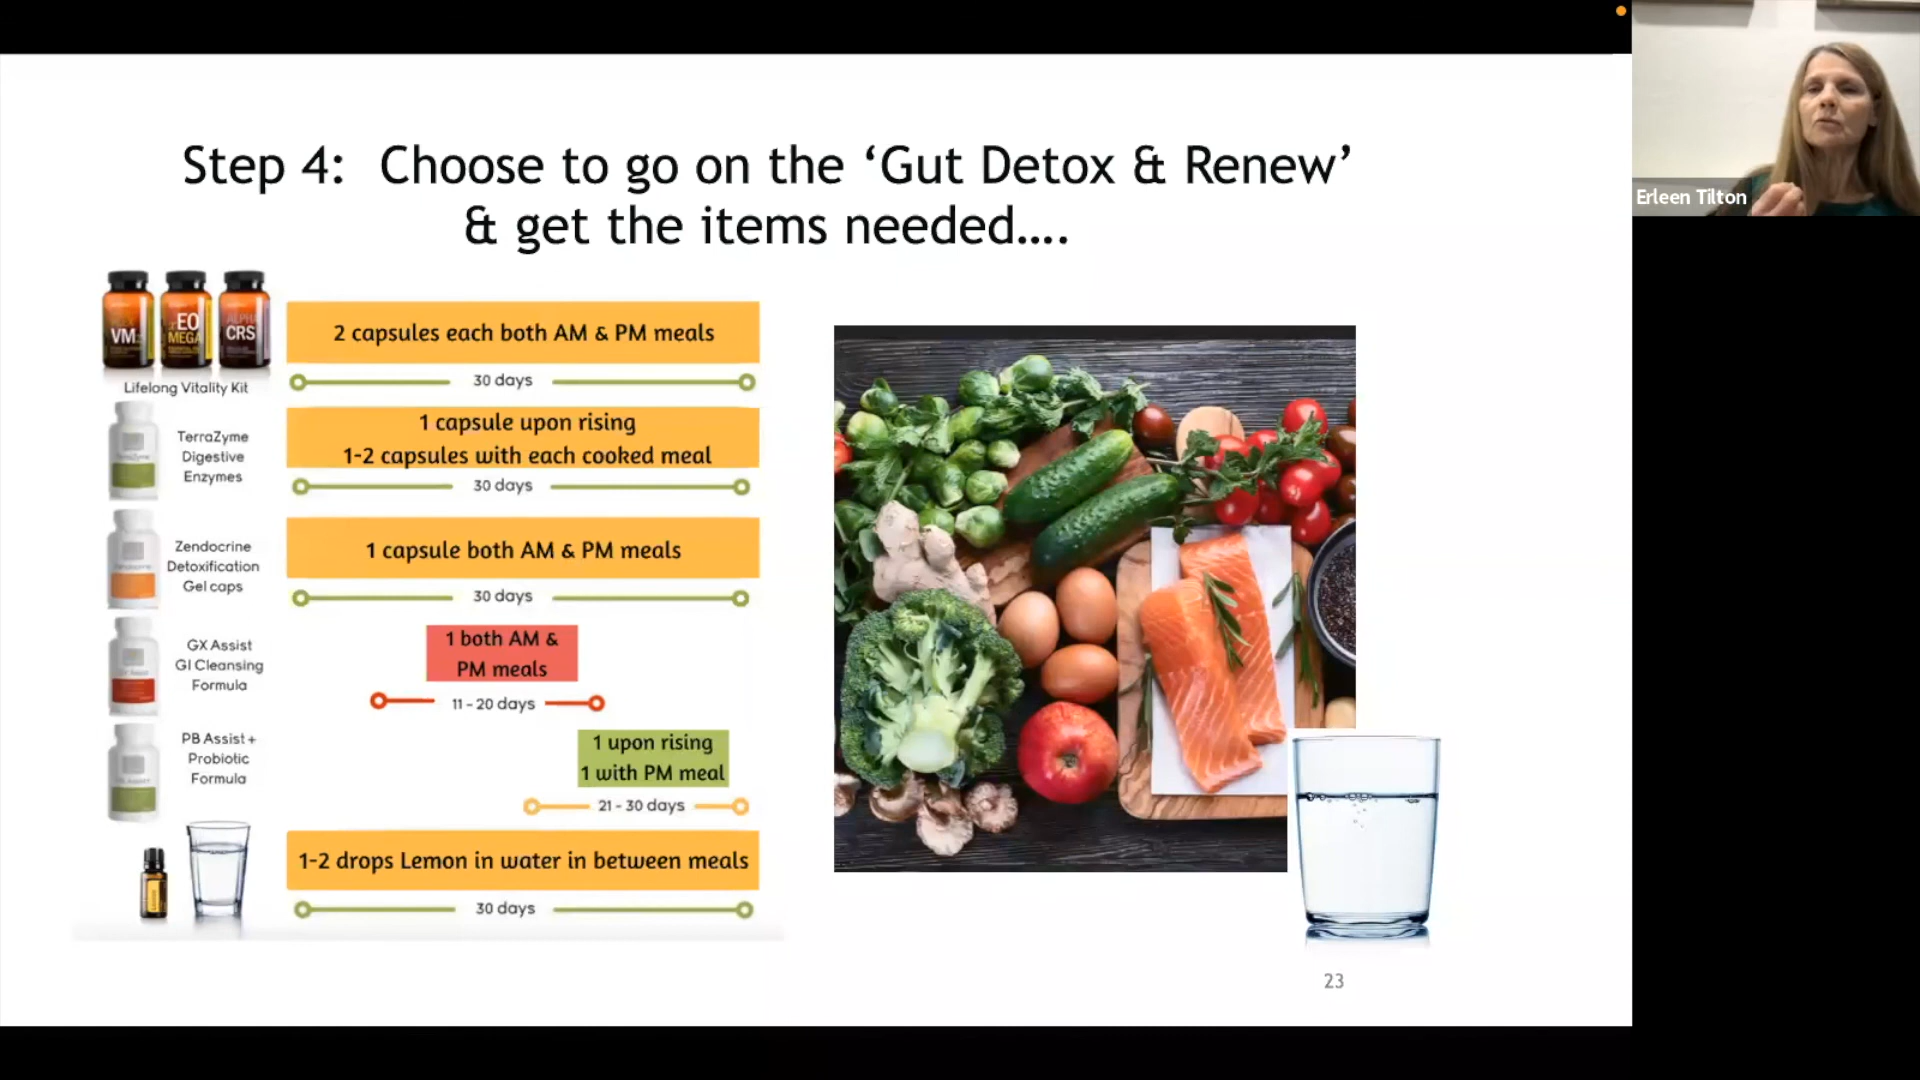 Step 4: Choose to go on the ‘Gut Detox & Renew’
& get the items needed....
Erleen Tilton
VM
EO
MEGA
CRS
Lifelong Vitality Kit
2 capsules each both AM & PM meals
30 days
TerraZyme
Digestive
Enzymes
1 capsule upon rising
1-2 capsules with each cooked meal
30 days
Zendocrine
Detoxification
Gel caps
1 capsule both AM & PM meals
30 days
GX Assist
GI Cleansing
Formula
1 both AM &
PM meals
11 - 20 days
PB Assist +
Probiotic
Formula
1 upon rising
1 with PM meal
21 - 30 days
1-2 drops Lemon in water in between meals
30 days
23